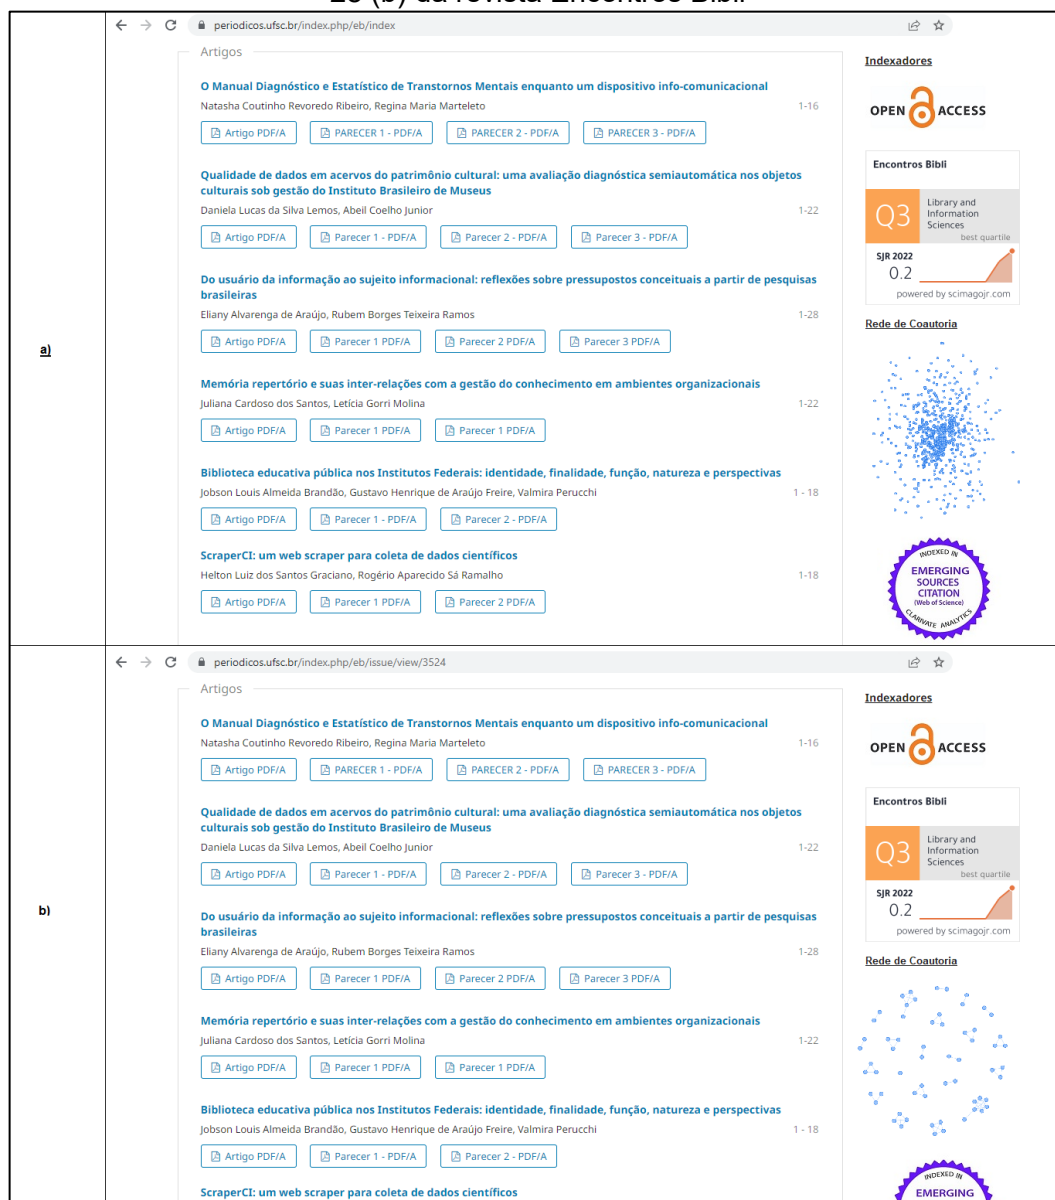 28 (b) da revista Encontros Bibli
a)
periodicos.ufsc.br/index.php/eb/index
Artigos
O Manual Diagnóstico e Estatístico de Transtornos Mentais enquanto um dispositivo info-comunicacional
Natasha Coutinho Revoredo Ribeiro, Regina Maria Marteleto 1-16
Artigo PDF/A PARECER 1 - PDF/A PARECER 2 - PDF/A PARECER 3 - PDF/A
Qualidade de dados em acervos do patrimônio cultural: uma avaliação diagnóstica semiautomática nos objetos
culturais sob gestão do Instituto Brasileiro de Museus
Daniela Lucas da Silva Lemos, Abeil Coelho Junior 1-22
Artigo PDF/A Parecer 1 - PDF/A Parecer 2 - PDF/A Parecer 3 - PDF/A
Do usuário da informação ao sujeito informacional: reflexões sobre pressupostos conceituais a partir de pesquisas
brasileiras
Eliany Alvarenga de Araújo, Rubem Borges Teixeira Ramos 1-28
Artigo PDF/A Parecer 1 PDF/A Parecer 2 PDF/A Parecer 3 PDF/A
Memória repertório e suas inter-relações com a gestão do conhecimento em ambientes organizacionais
Juliana Cardoso dos Santos, Letícia Gorri Molina 1-22
Artigo PDF/A Parecer 1 PDF/A Parecer 1 PDF/A
Biblioteca educativa pública nos Institutos Federais: identidade, finalidade, função, natureza e perspectivas
Jobson Louis Almeida Brandão, Gustavo Henrique de Araújo Freire, Valmira Perucchi 1 - 18
Artigo PDF/A Parecer 1 - PDF/A Parecer 2 - PDF/A
ScraperCI: um web scraper para coleta de dados científicos
Helton Luiz dos Santos Graciano, Rogério Aparecido Sá Ramalho 1-18
Artigo PDF/A Parecer 1 PDF/A Parecer 2 PDF/A
Indexadores
OPEN ACCESS
Encontros Bibli
Q3
Library and
Information
Sciences
best quartile
SJR 2022
0.2
powered by scimagojr.com
Rede de Coautoria
INDEXED IN
EMERGING
SOURCES
CITATION
(Web of Science)
CLARIVATE ANALYTICS
b)
periodicos.ufsc.br/index.php/eb/issue/view/3524
Artigos
O Manual Diagnóstico e Estatístico de Transtornos Mentais enquanto um dispositivo info-comunicacional
Natasha Coutinho Revoredo Ribeiro, Regina Maria Marteleto 1-16
Artigo PDF/A PARECER 1 - PDF/A PARECER 2 - PDF/A PARECER 3 - PDF/A
Qualidade de dados em acervos do patrimônio cultural: uma avaliação diagnóstica semiautomática nos objetos
culturais sob gestão do Instituto Brasileiro de Museus
Daniela Lucas da Silva Lemos, Abeil Coelho Junior 1-22
Artigo PDF/A Parecer 1 - PDF/A Parecer 2 - PDF/A Parecer 3 - PDF/A
Do usuário da informação ao sujeito informacional: reflexões sobre pressupostos conceituais a partir de pesquisas
brasileiras
Eliany Alvarenga de Araújo, Rubem Borges Teixeira Ramos 1-28
Artigo PDF/A Parecer 1 PDF/A Parecer 2 PDF/A Parecer 3 PDF/A
Memória repertório e suas inter-relações com a gestão do conhecimento em ambientes organizacionais
Juliana Cardoso dos Santos, Letícia Gorri Molina 1-22
Artigo PDF/A Parecer 1 PDF/A Parecer 1 PDF/A
Biblioteca educativa pública nos Institutos Federais: identidade, finalidade, função, natureza e perspectivas
Jobson Louis Almeida Brandão, Gustavo Henrique de Araújo Freire, Valmira Perucchi 1 - 18
Artigo PDF/A Parecer 1 - PDF/A Parecer 2 - PDF/A
ScraperCI: um web scraper para coleta de dados científicos
Indexadores
OPEN ACCESS
Encontros Bibli
Q3
Library and
Information
Sciences
best quartile
SJR 2022
0.2
powered by scimagojr.com
Rede de Coautoria
INDEXED IN
EMERGING